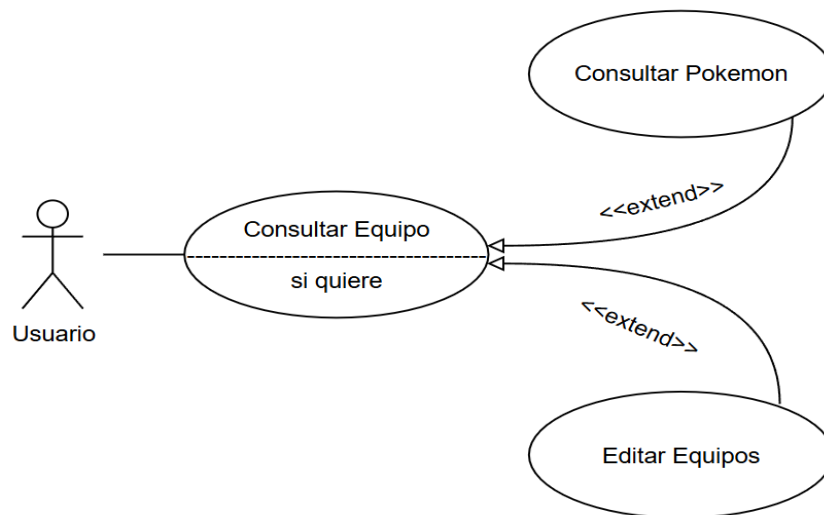 Consultar Pokemon
<<extend>>
Consultar Equipo
si quiere
Usuario
<<extend>>
Editar Equipos